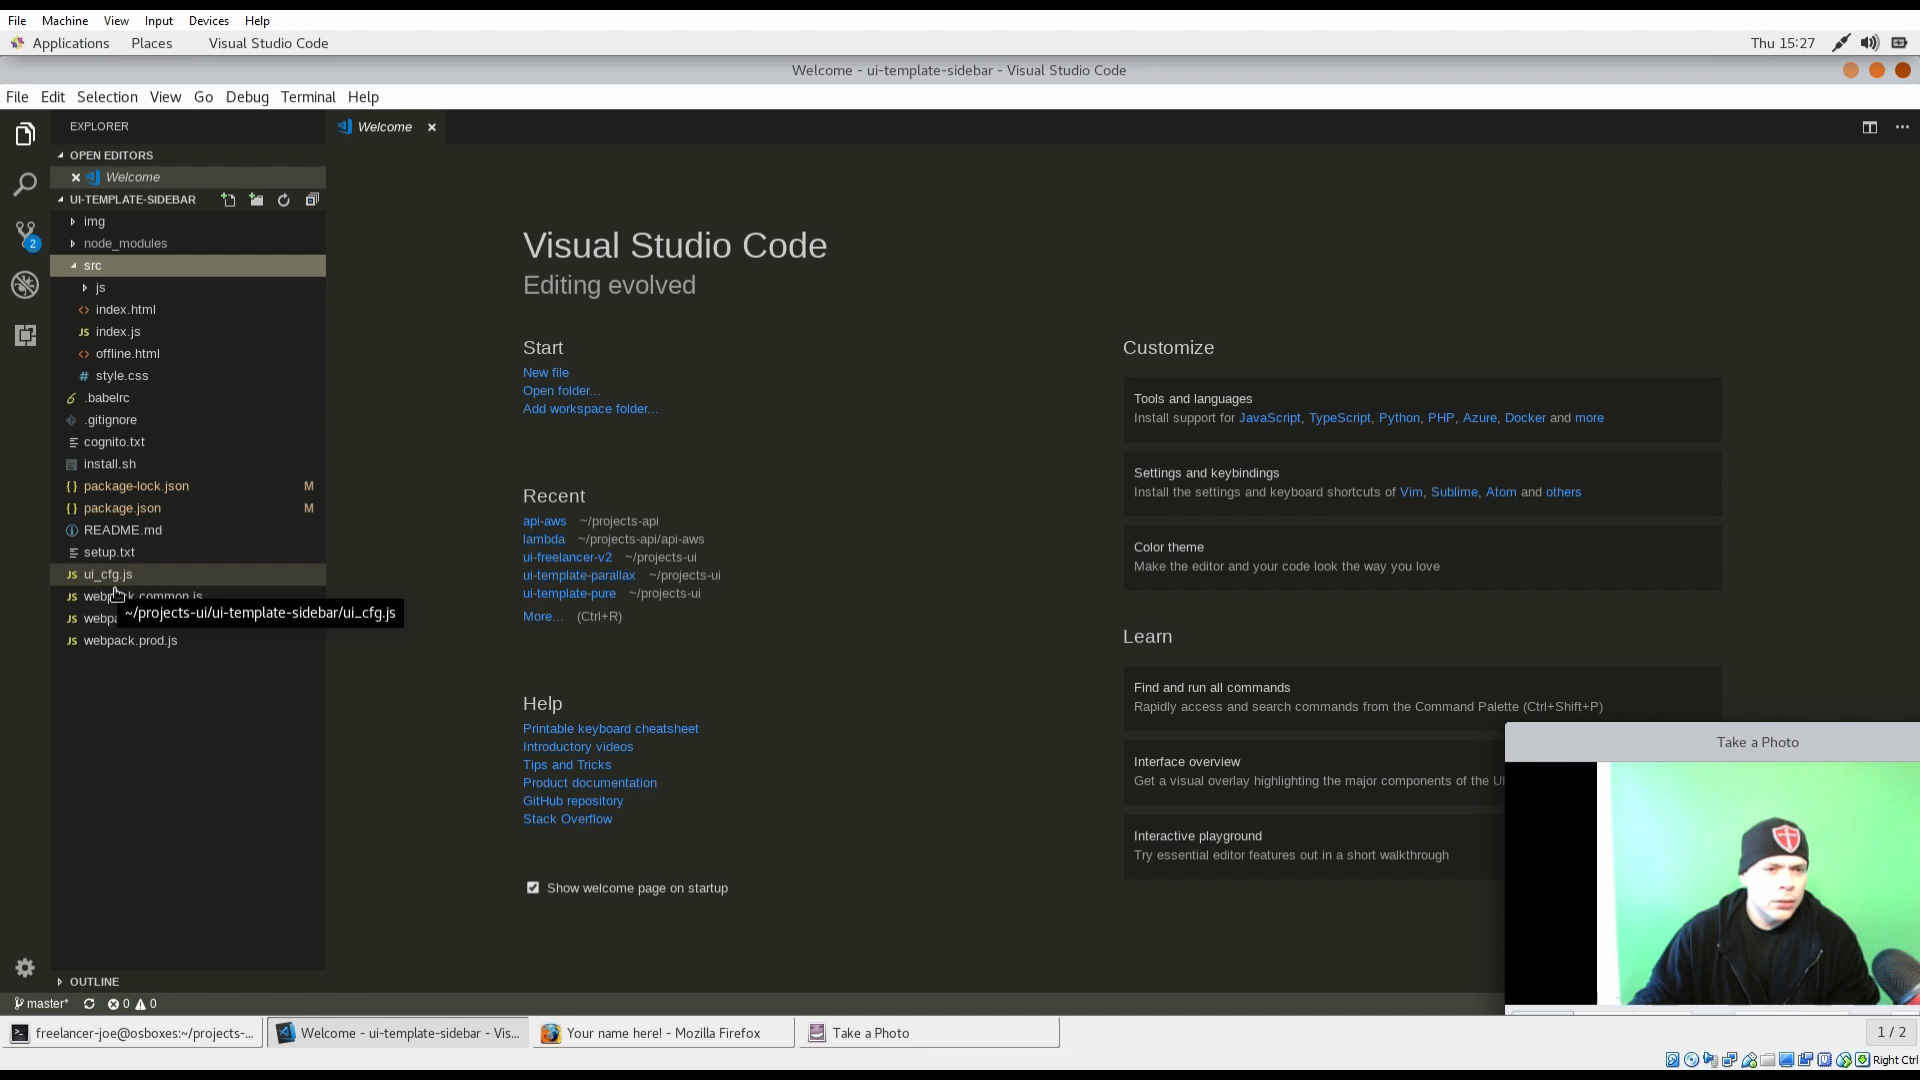 File Machine View Input Devices Help
Applications Places Visual Studio Code Thu 15:27
Welcome - ui-template-sidebar - Visual Studio Code
File Edit Selection View Go Debug Terminal Help
EXPLORER
Welcome
OPEN EDITORS
Welcome
UI-TEMPLATE-SIDEBAR
img
node_modules
2
src
js
index.html
JS index.js
offline.html
# style.css
.babelrc
.gitignore
cognito.txt
install.sh
{} package-lock.json M
{} package.json M
README.md
setup.txt
JS ui_cfg.js
JS webpack.common.js
~/projects-ui/ui-template-sidebar/ui_cfg.js
JS webpa
JS webpack.prod.js
OUTLINE
Visual Studio Code
Editing evolved
Start
New file
Open folder...
Add workspace folder...
Recent
api-aws ~/projects-api
lambda ~/projects-api/api-aws
ui-freelancer-v2 ~/projects-ui
ui-template-parallax ~/projects-ui
ui-template-pure ~/projects-ui
More... (Ctrl+R)
Help
Printable keyboard cheatsheet
Introductory videos
Tips and Tricks
Product documentation
GitHub repository
Stack Overflow
Show welcome page on startup
Customize
Tools and languages
Install support for JavaScript, TypeScript, Python, PHP, Azure, Docker and more
Settings and keybindings
Install the settings and keyboard shortcuts of Vim, Sublime, Atom and others
Color theme
Make the editor and your code look the way you love
Learn
Find and run all commands
Rapidly access and search commands from the Command Palette (Ctrl+Shift+P)
Interface overview
Get a visual overlay highlighting the major components of the UI
Interactive playground
Try essential editor features out in a short walkthrough
Take a Photo
master* 0 0
freelancer-joe@osboxes:~/projects-... Welcome - ui-template-sidebar - Vis... Your name here! - Mozilla Firefox Take a Photo 1 / 2
Right Ctrl